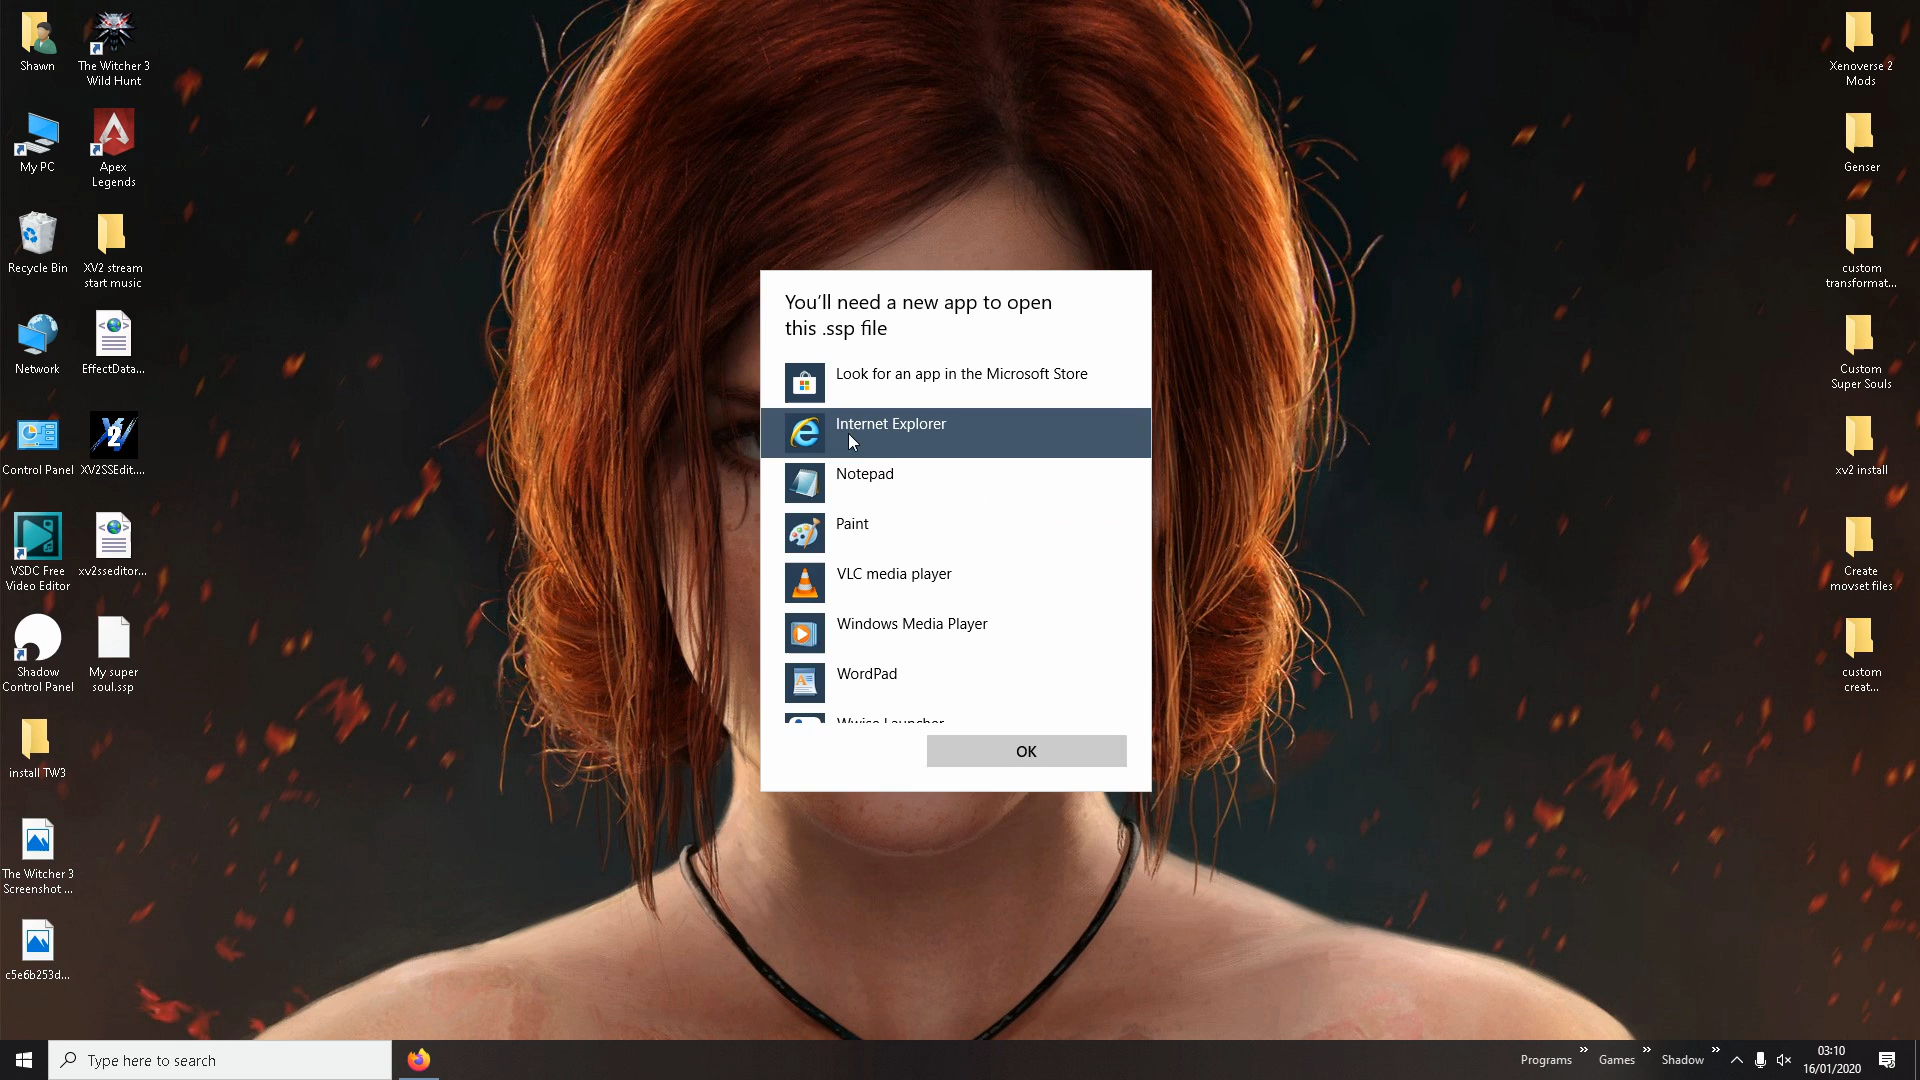 Shawn
The Witcher 3
Wild Hunt
My PC
Apex
Legends
Recycle Bin
XV2 stream
start music
Network
EffectData...
Control Panel
XV2SSEdit....
VSDC Free
Video Editor
xv2sseditor...
Shadow
Control Panel
My super
soul.ssp
install TW3
The Witcher 3
Screenshot ...
c5e6b253d...
You'll need a new app to open
this .ssp file
Look for an app in the Microsoft Store
Internet Explorer
Notepad
Paint
VLC media player
Windows Media Player
WordPad
Wwise Launcher
OK
Xenoverse 2
Mods
Genser
custom
transformat...
Custom
Super Souls
xv2 install
Create
movset files
custom
creat...
Type here to search
Programs
Games
Shadow
03:10
16/01/2020